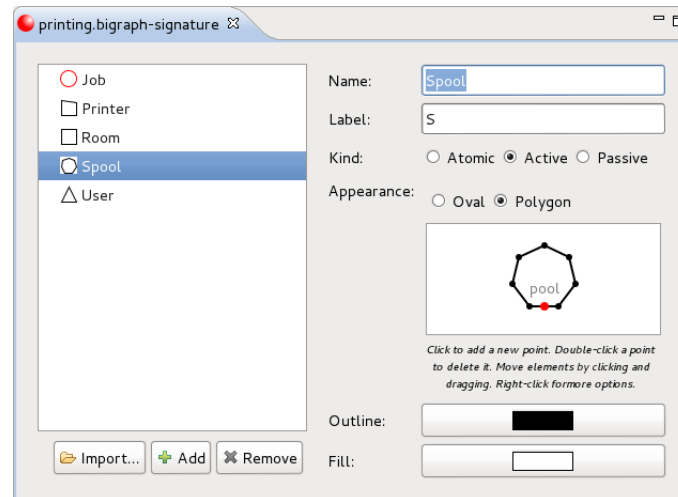 printing.bigraph-signature
Job
Printer
Room
Spool
User
Import...
Add
Remove
Name:
Spool
Label:
S
Kind:
Atomic Active Passive
Appearance:
Oval Polygon
pool
Click to add a new point. Double-click a point
to delete it. Move elements by clicking and
dragging. Right-click formore options.
Outline:
Fill: